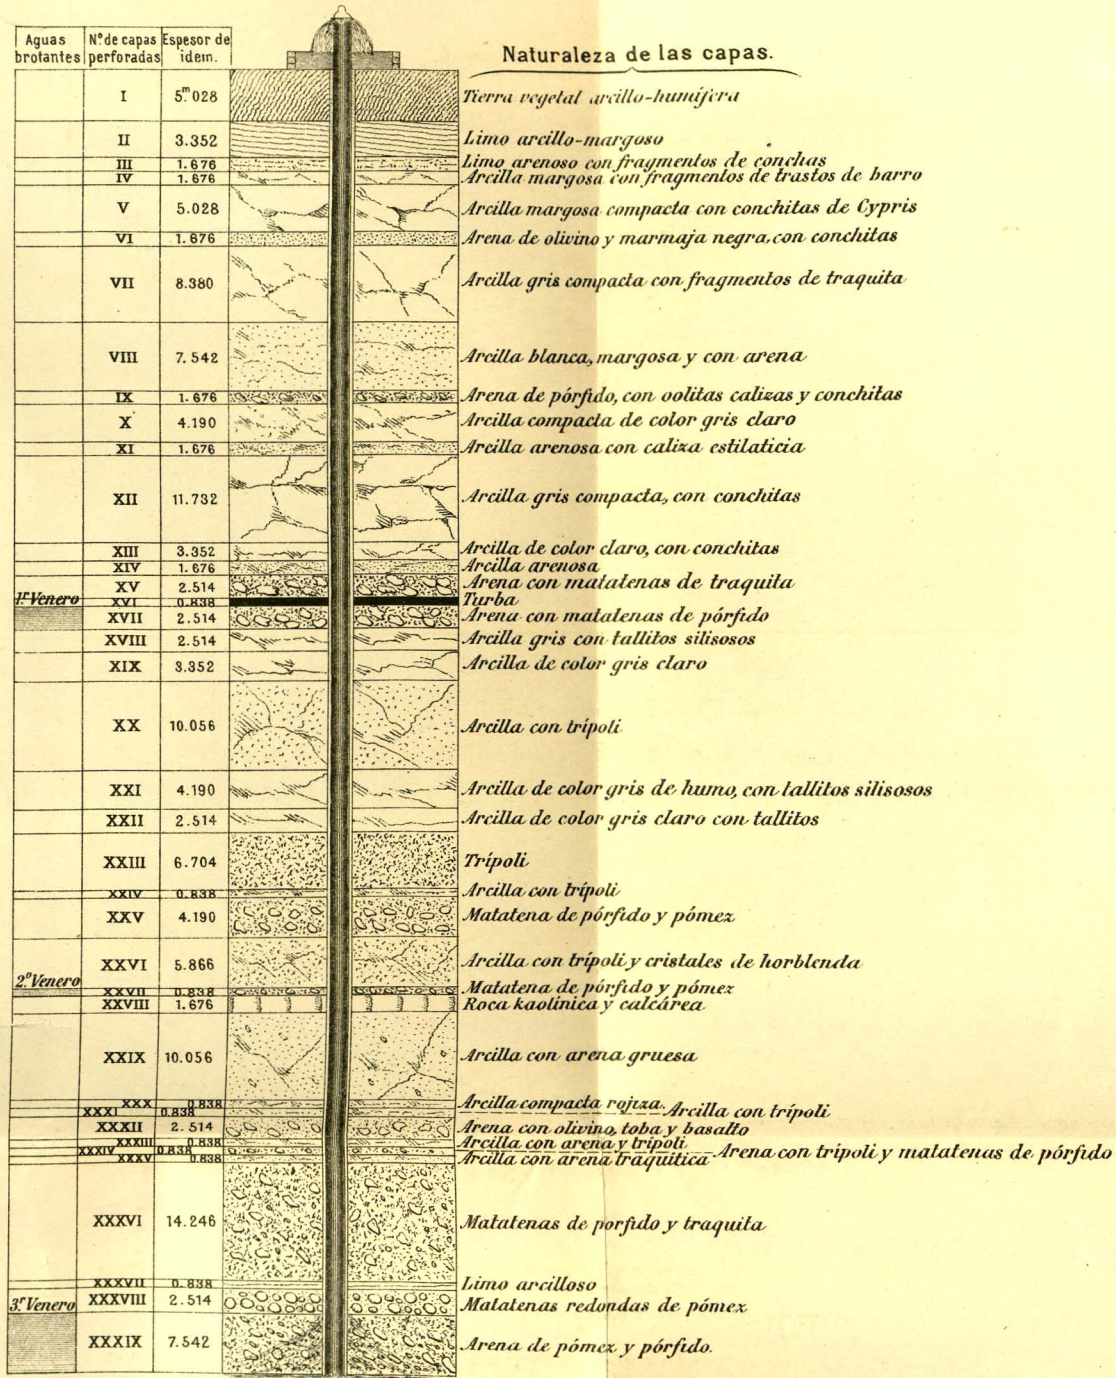 Aguas brotantes | Nº de capas perforadas | Espesor de idem. | Naturaleza de las capas.
I 5.m028 Tierra vegetal arcillo-humífera
II 3.352 Limo arcillo-margoso
III 1.676 Limo arenoso con fragmentos de conchas
IV 1.676 Arcilla margosa con fragmentos de trastos de barro
V 5.028 Arcilla margosa compacta con conchitas de Cypris
VI 1.676 Arena de olivino y marmaja negra, con conchitas
VII 8.380 Arcilla gris compacta con fragmentos de traquita
VIII 7.542 Arcilla blanca, margosa y con arena
IX 1.676 Arena de pórfido, con oolitas calizas y conchitas
X 4.190 Arcilla compacta de color gris claro
XI 1.676 Arcilla arenosa con caliza estilaticia
XII 11.732 Arcilla gris compacta, con conchitas
XIII 3.352 Arcilla de color claro, con conchitas
XIV 1.676 Arcilla arenosa
XV 2.514 Arena con matatenas de traquita
1.r Venero XVI 0.838 Turba
XVII 2.514 Arena con matatenas de pórfido
XVIII 2.514 Arcilla gris con tallitos silisosos
XIX 3.352 Arcilla de color gris claro
XX 10.056 Arcilla con trípoli
XXI 4.190 Arcilla de color gris de humo, con tallitos silisosos
XXII 2.514 Arcilla de color gris claro con tallitos
XXIII 6.704 Trípoli
XXIV 0.838 Arcilla con trípoli
XXV 4.190 Matatena de pórfido y pómez
XXVI 5.866 Arcilla con trípoli y cristales de horblenda
2.º Venero XXVII 0.838 Matatena de pórfido y pómez
XXVIII 1.676 Roca kaolínica y calcárea
XXIX 10.056 Arcilla con arena gruesa
XXX 0.838 Arcilla compacta rojiza
XXXI 0.838 Arcilla con trípoli
XXXII 2.514 Arena con olivino, toba y basalto
XXXIII 0.838 Arcilla con arena y trípoli
XXXIV 0.838 Arena con trípoli y matatenas de pórfido
XXXV 0.838 Arcilla con arena traquítica
XXXVI 14.246 Matatenas de porfido y traquita
XXXVII 0.838 Limo arcilloso
3.r Venero XXXVIII 2.514 Matatenas redondas de pómez
XXXIX 7.542 Arena de pómez y pórfido.